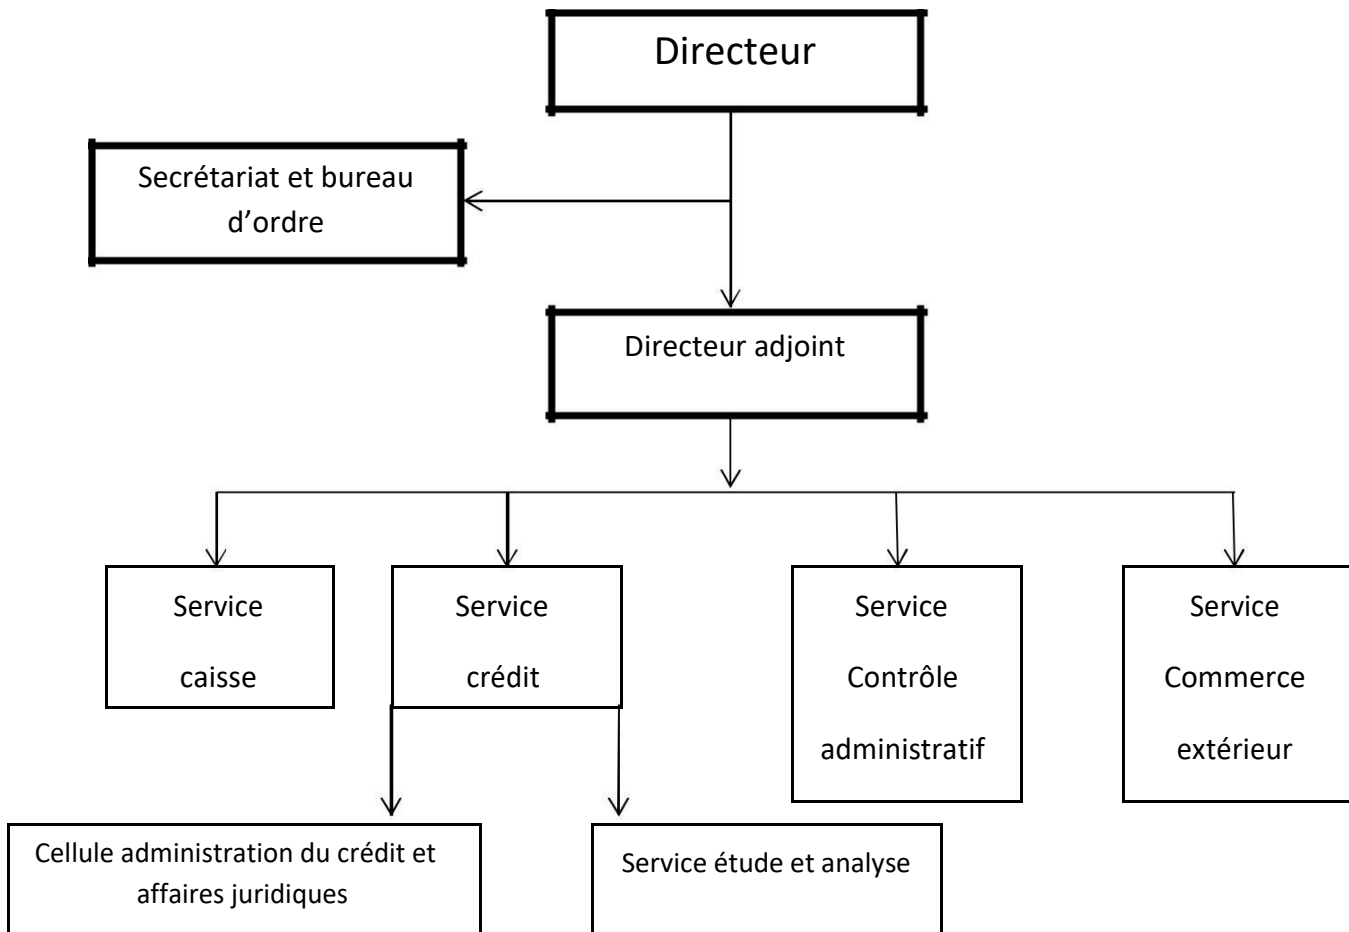 Directeur
Secrétariat et bureau
d’ordre
Directeur adjoint
Service
caisse
Service
crédit
Service
Contrôle
administratif
Service
Commerce
extérieur
Cellule administration du crédit et
affaires juridiques
Service étude et analyse